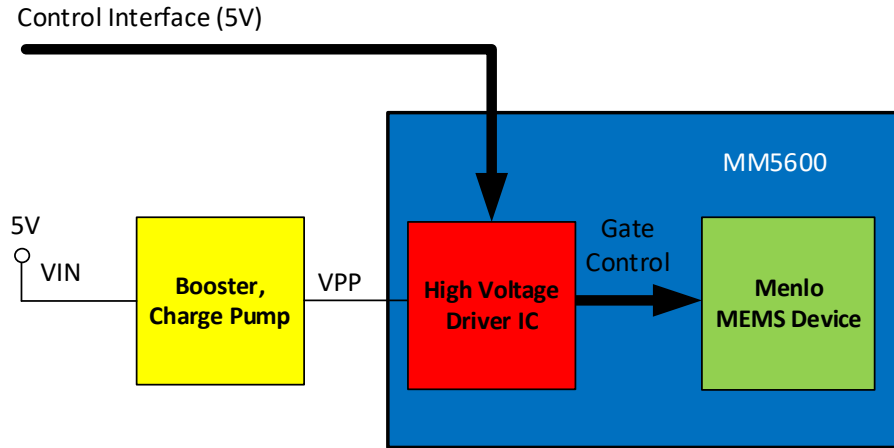 Control Interface (5V)
MM5600
5V
VIN
Booster,
Charge Pump
VPP
High Voltage
Driver IC
Gate
Control
Menlo
MEMS Device